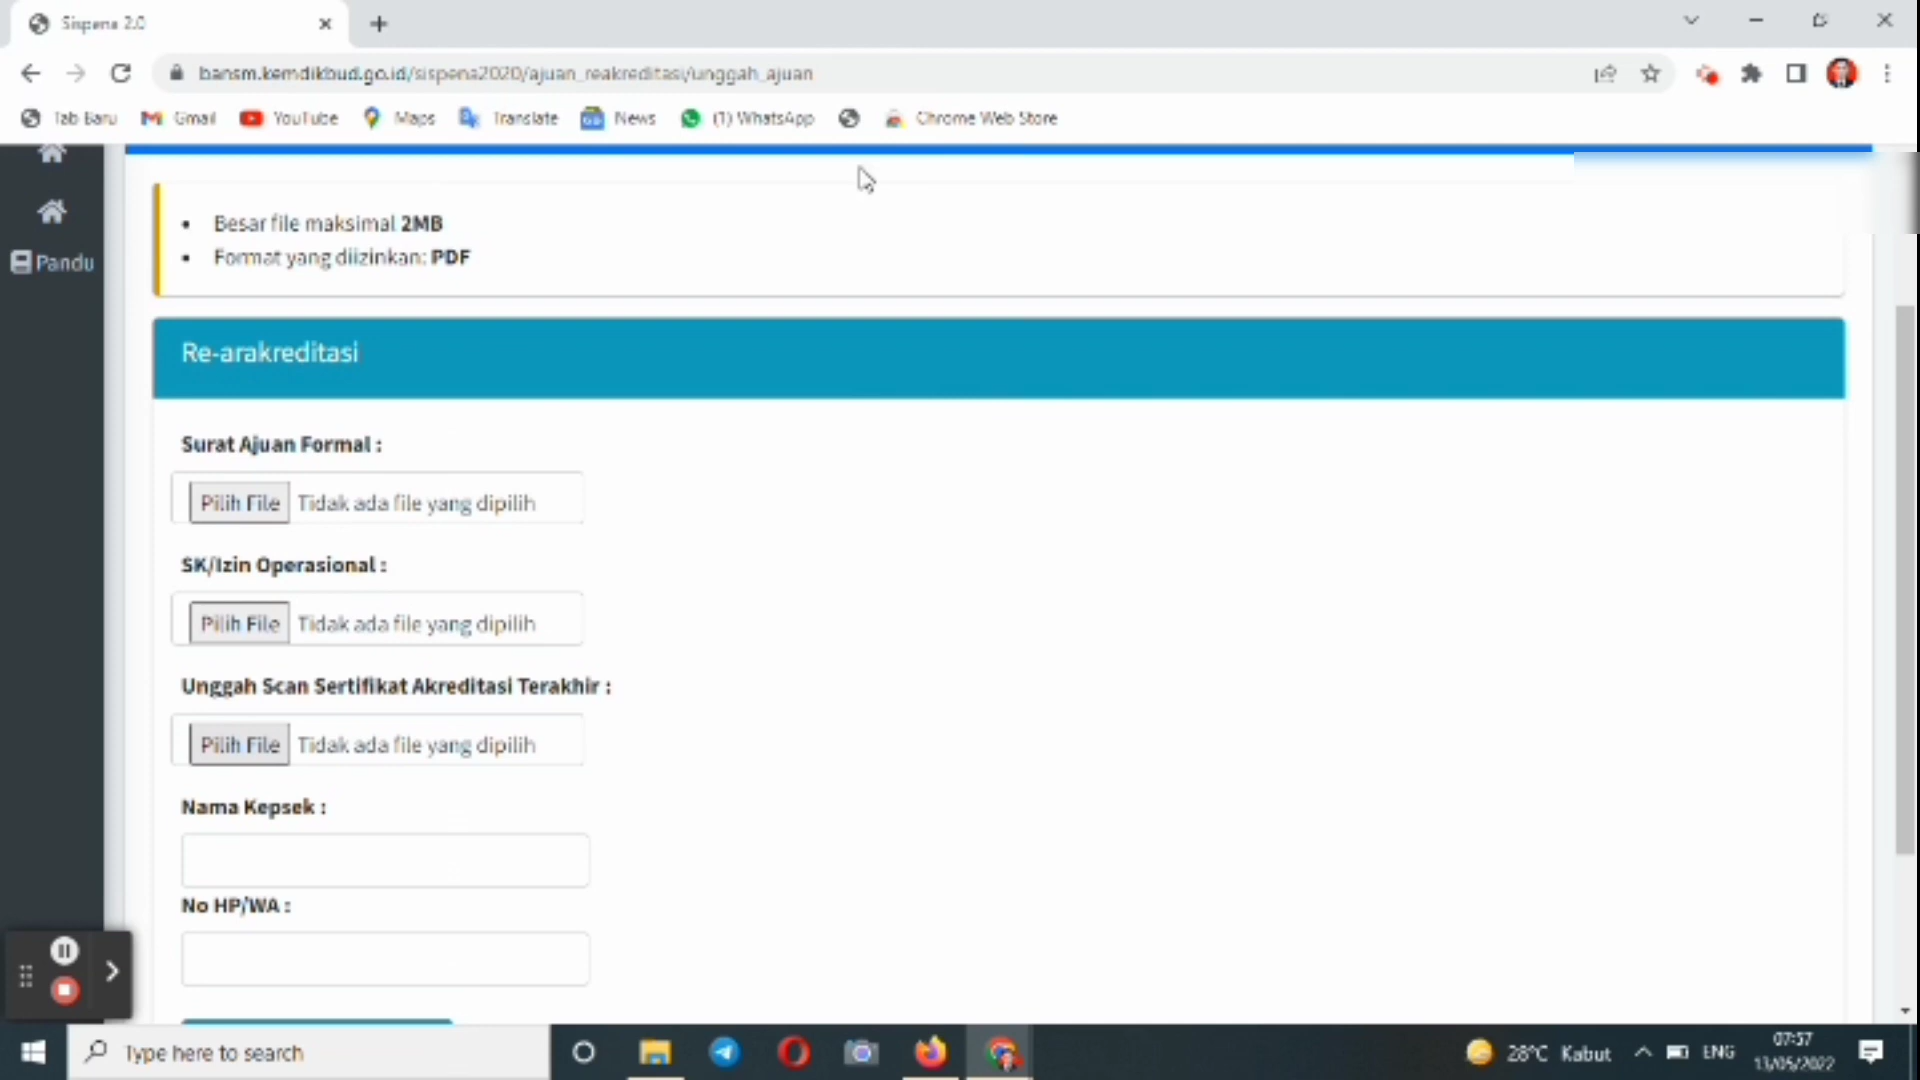 Sispena 2.0
bansm.kemdikbud.go.id/sispena2020/ajuan_reakreditasi/unggah_ajuan
Tab Baru Gmail YouTube Maps Translate News (1) WhatsApp Chrome Web Store
Pandu
• Besar file maksimal 2MB
• Format yang diizinkan: PDF
Re-arakreditasi
Surat Ajuan Formal :
Pilih File Tidak ada file yang dipilih
SK/Izin Operasional :
Pilih File Tidak ada file yang dipilih
Unggah Scan Sertifikat Akreditasi Terakhir :
Pilih File Tidak ada file yang dipilih
Nama Kepsek :
No HP/WA :
Type here to search
28°C Kabut
ENG
07:57
13/05/2022